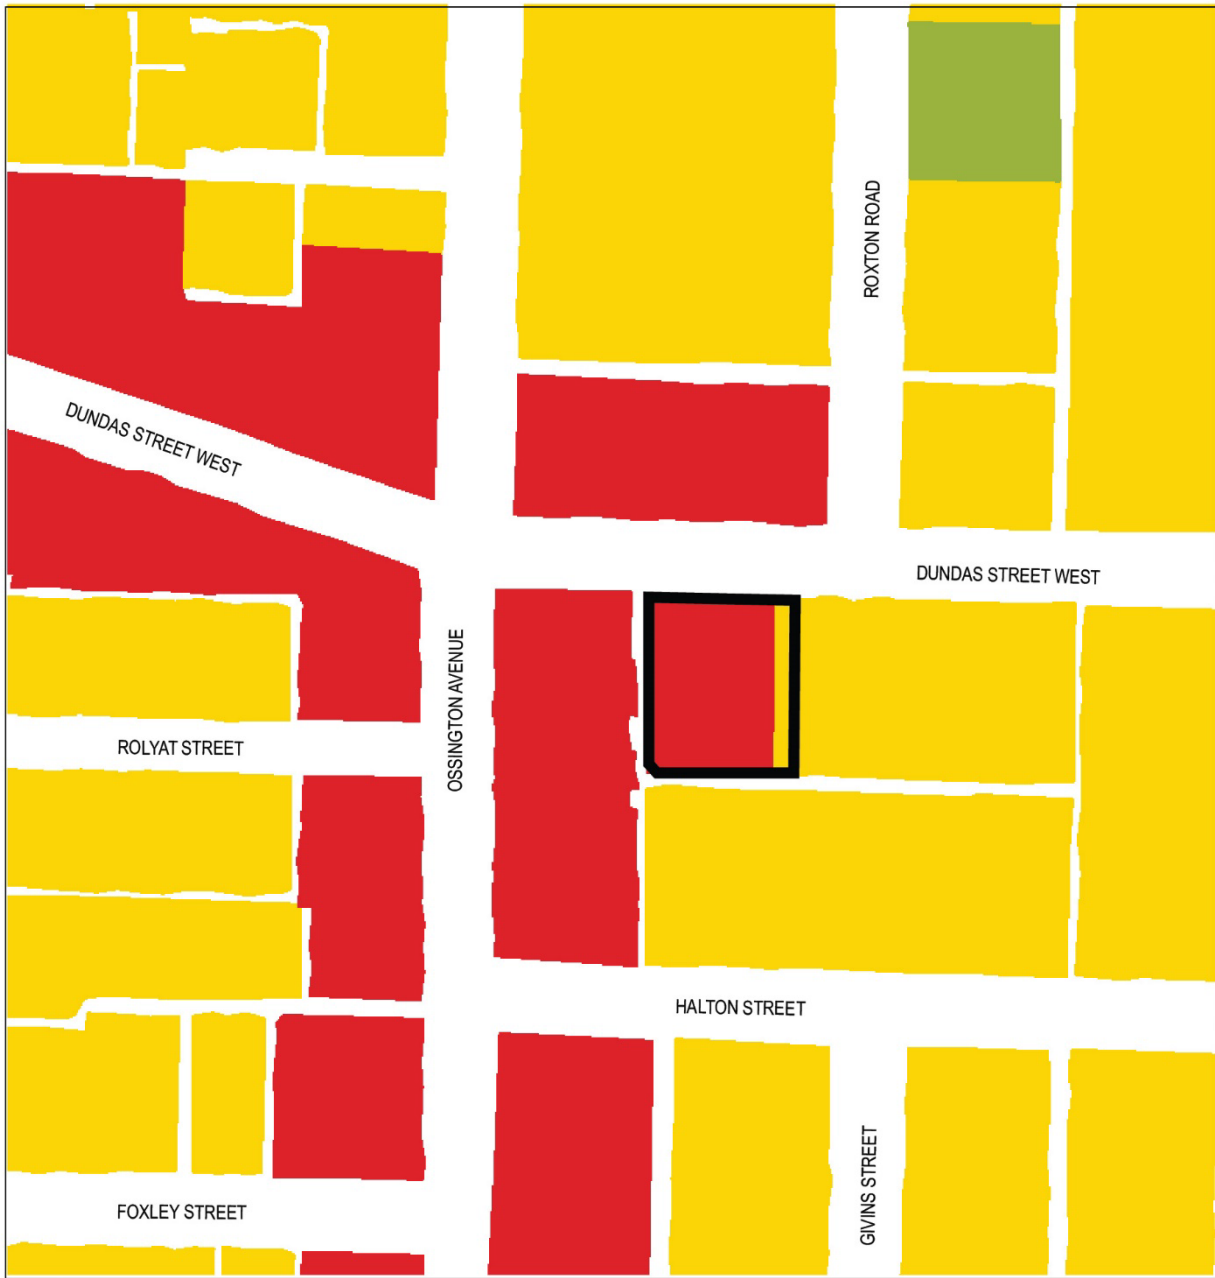 ROXTON ROAD
DUNDAS STREET WEST
DUNDAS STREET WEST
OSSINGTON AVENUE
ROLYAT STREET
HALTON STREET
GIVINS STREET
FOXLEY STREET